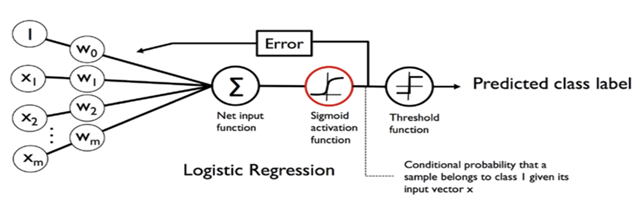 1
w0
Error
x1
w1
Σ
Predicted class label
x2
w2
Net input
function
Sigmoid
activation
function
Threshold
function
xm
wm
Logistic Regression
Conditional probability that a
sample belongs to class 1 given its
input vector x